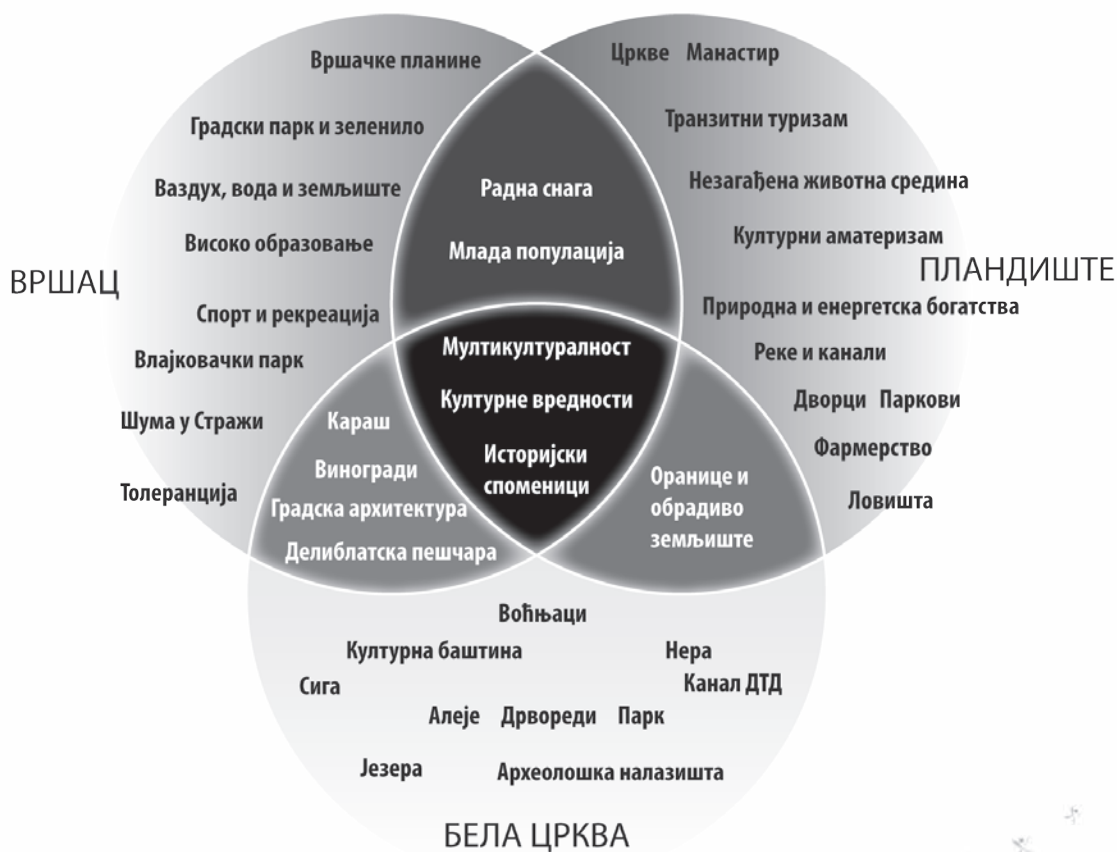 Вршачке планине
Градски парк и зеленило
Ваздух, вода и земљиште
Високо образовање
ВРШАЦ
Спорт и рекреација
Влајковачки парк
Шума у Стражи
Толеранција
Радна снага
Млада популација
Цркве Манастир
Транзитни туризам
Незагађена животна средина
Културни аматеризам
ПЛАНДИШТЕ
Природна и енергетска богатства
Реке и канали
Дворци Паркови
Фармерство
Ловишта
Мултикултуралност
Културне вредности
Историјски
споменици
Караш
Виногради
Градска архитектура
Делиблатска пешчара
Оранице и
обрадиво
земљиште
Воћњаци
Културна баштина
Нера
Сига
Канал ДТД
Алеје Дрвореди Парк
Језера
Археолошка налазишта
БЕЛА ЦРКВА